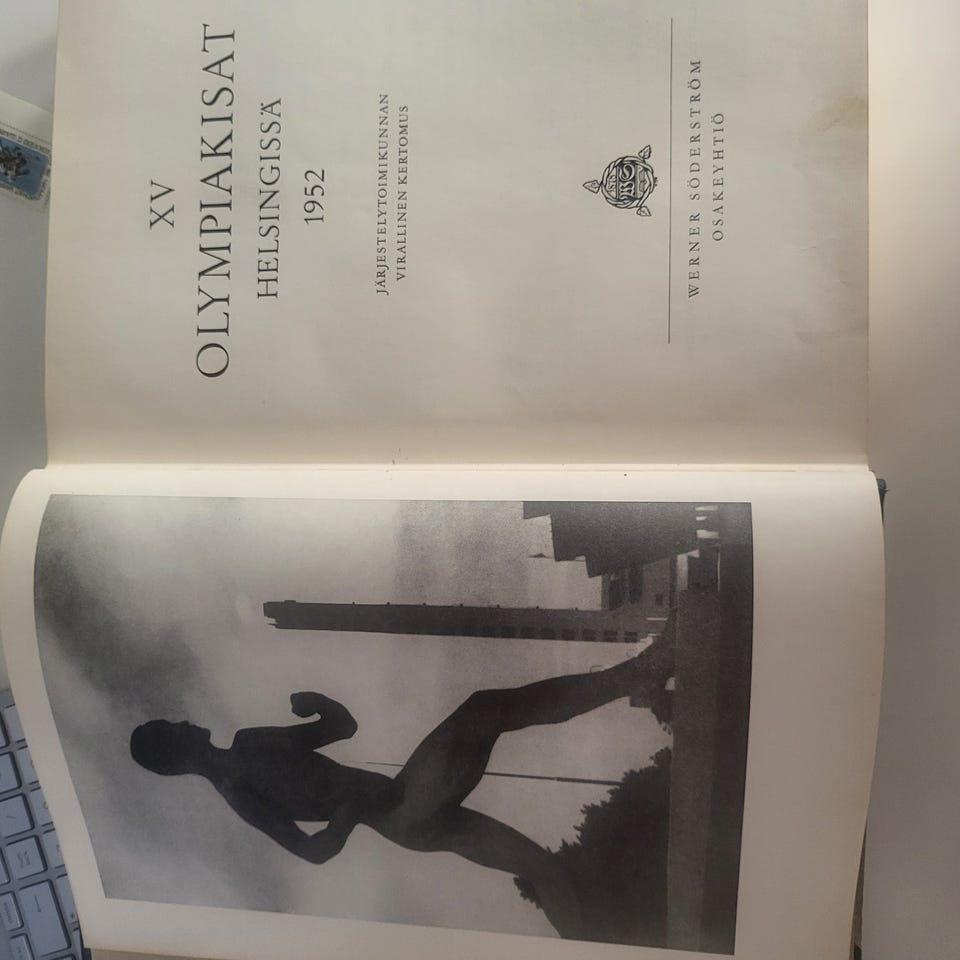 XV
OLYMPIAKISAT
HELSINGISSÄ
1952
JÄRJESTELYTOIMIKUNNAN
VIRALLINEN KERTOMUS
WERNER SÖDERSTRÖM
OSAKEYHTIÖ